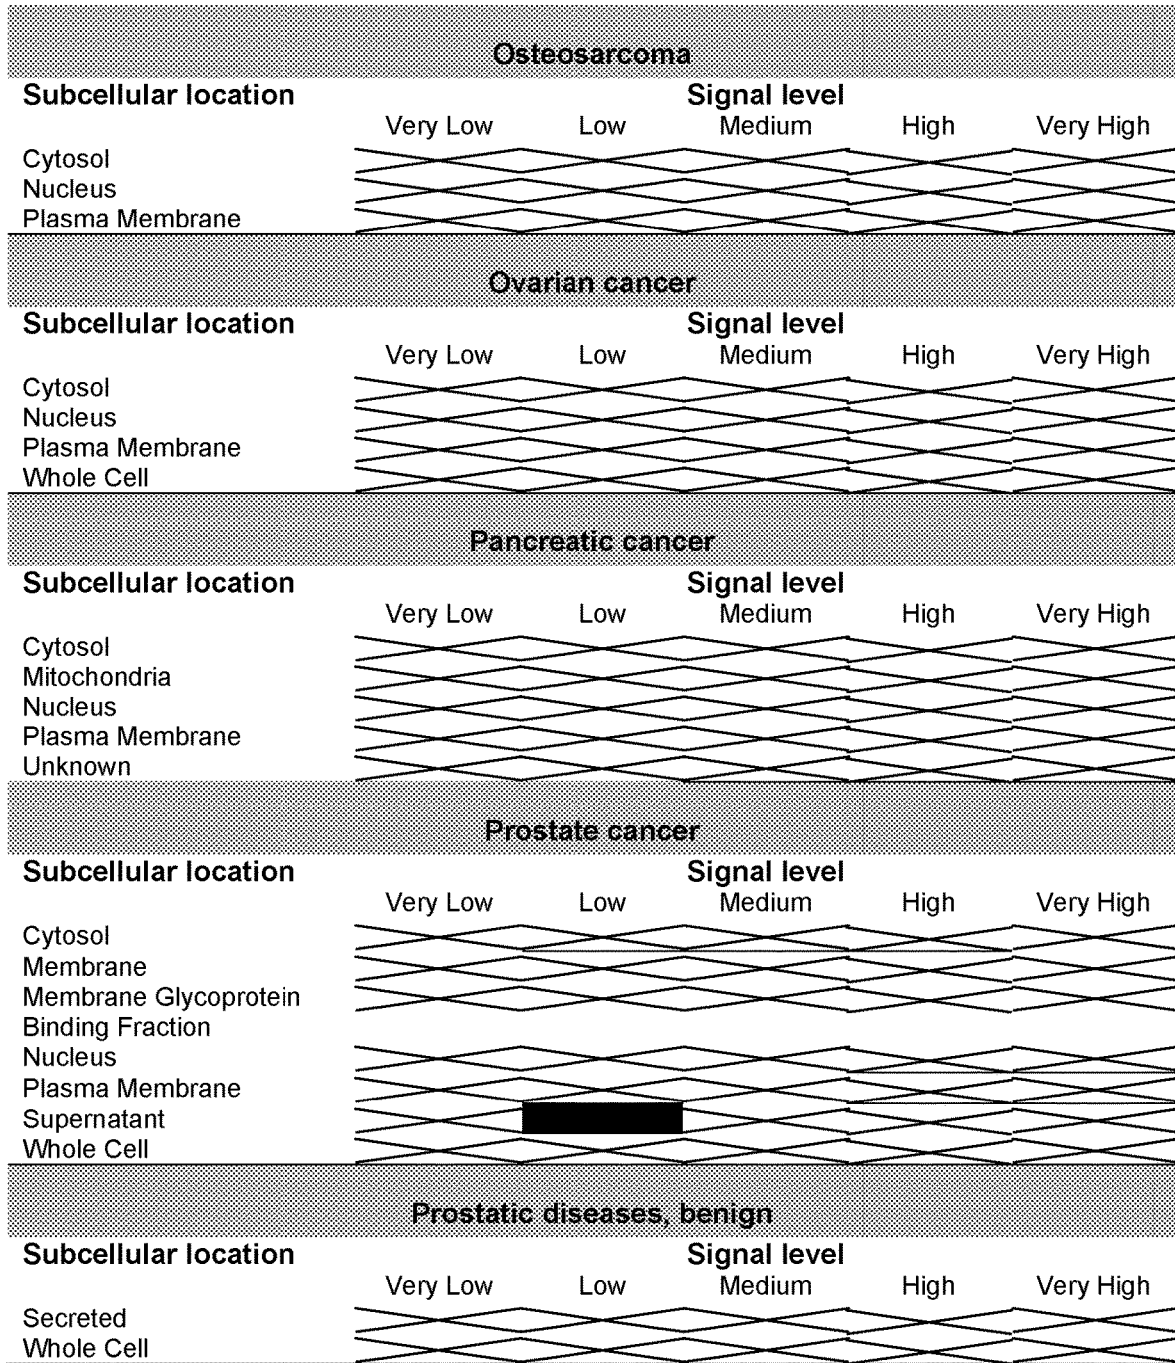 Osteosarcoma
Subcellular location Signal level
Very Low Low Medium High Very High
Cytosol
Nucleus
Plasma Membrane
Ovarian cancer
Subcellular location Signal level
Very Low Low Medium High Very High
Cytosol
Nucleus
Plasma Membrane
Whole Cell
Pancreatic cancer
Subcellular location Signal level
Very Low Low Medium High Very High
Cytosol
Mitochondria
Nucleus
Plasma Membrane
Unknown
Prostate cancer
Subcellular location Signal level
Very Low Low Medium High Very High
Cytosol
Membrane
Membrane Glycoprotein
Binding Fraction
Nucleus
Plasma Membrane
Supernatant
Whole Cell
Prostatic diseases, benign
Subcellular location Signal level
Very Low Low Medium High Very High
Secreted
Whole Cell